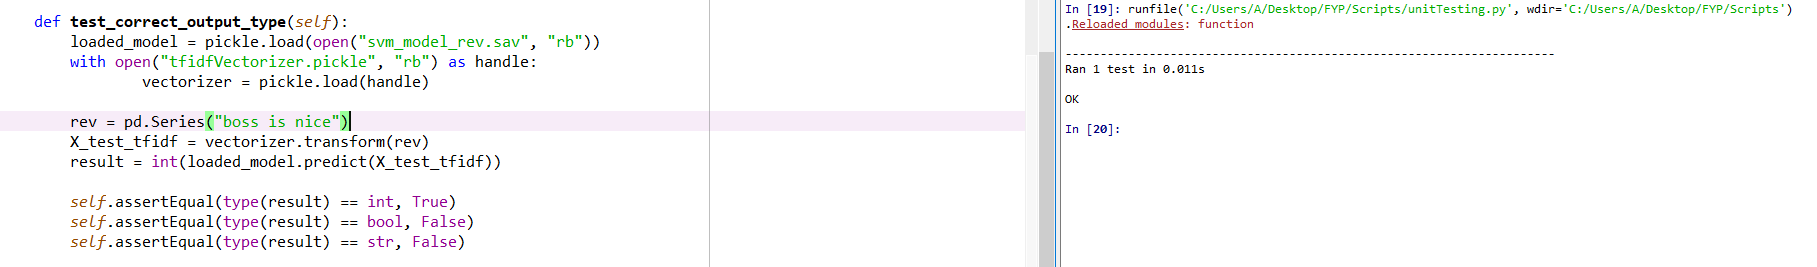 def test_correct_output_type(self):
    loaded_model = pickle.load(open("svm_model_rev.sav", "rb"))
    with open("tfidfVectorizer.pickle", "rb") as handle:
            vectorizer = pickle.load(handle)

    rev = pd.Series("boss is nice")
    X_test_tfidf = vectorizer.transform(rev)
    result = int(loaded_model.predict(X_test_tfidf))

    self.assertEqual(type(result) == int, True)
    self.assertEqual(type(result) == bool, False)
    self.assertEqual(type(result) == str, False)
In [19]: runfile('C:/Users/A/Desktop/FYP/Scripts/unitTesting.py', wdir='C:/Users/A/Desktop/FYP/Scripts')
.Reloaded modules: function
----------------------------------------------------------------------
Ran 1 test in 0.011s

OK

In [20]: